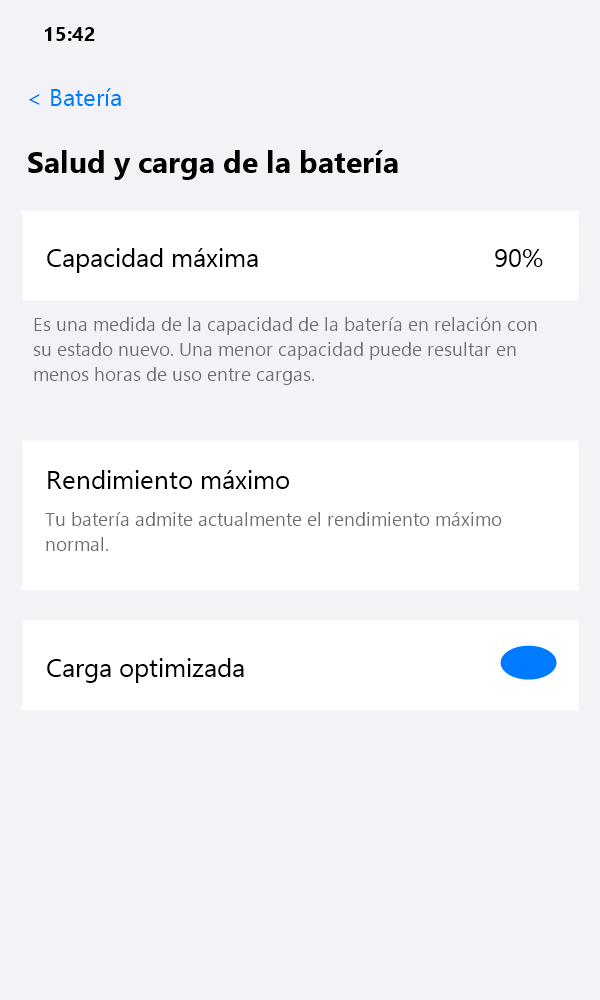 15:42
< Batería
Salud y carga de la batería
Capacidad máxima 90%
Es una medida de la capacidad de la batería en relación con
su estado nuevo. Una menor capacidad puede resultar en
menos horas de uso entre cargas.
Rendimiento máximo
Tu batería admite actualmente el rendimiento máximo
normal.
Carga optimizada